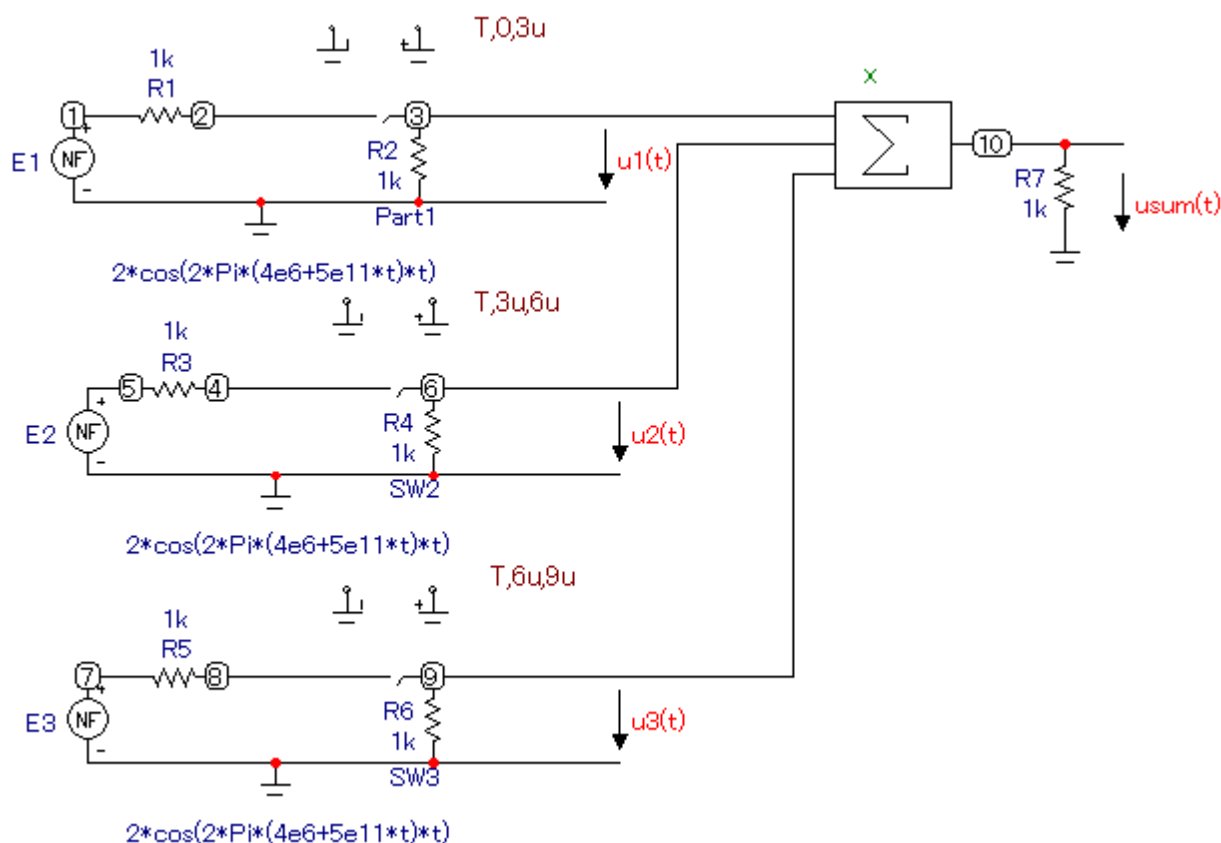 T,0,3u
1k
R1
x
1
2
3
E1
NF
+
-
R2
1k
u1(t)
Part1
10
R7
1k
usum(t)
2*cos(2*Pi*(4e6+5e11*t)*t)
T,3u,6u
1k
R3
5
4
6
E2
NF
+
-
R4
1k
u2(t)
SW2
2*cos(2*Pi*(4e6+5e11*t)*t)
T,6u,9u
1k
R5
7
8
9
E3
NF
+
-
R6
1k
u3(t)
SW3
2*cos(2*Pi*(4e6+5e11*t)*t)